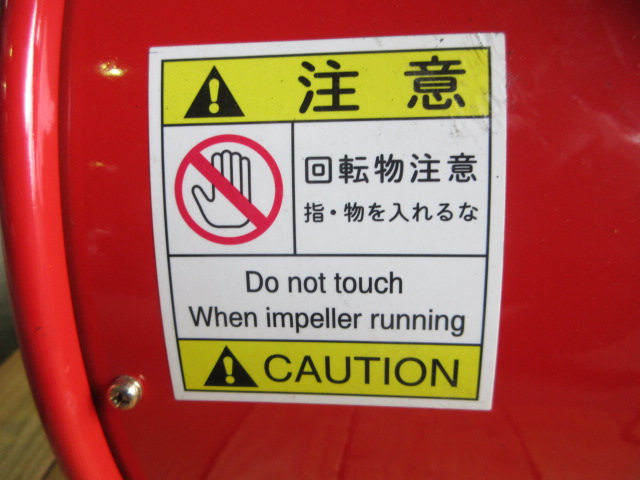 注意
回転物注意
指・物を入れるな
Do not touch
When impeller running
CAUTION